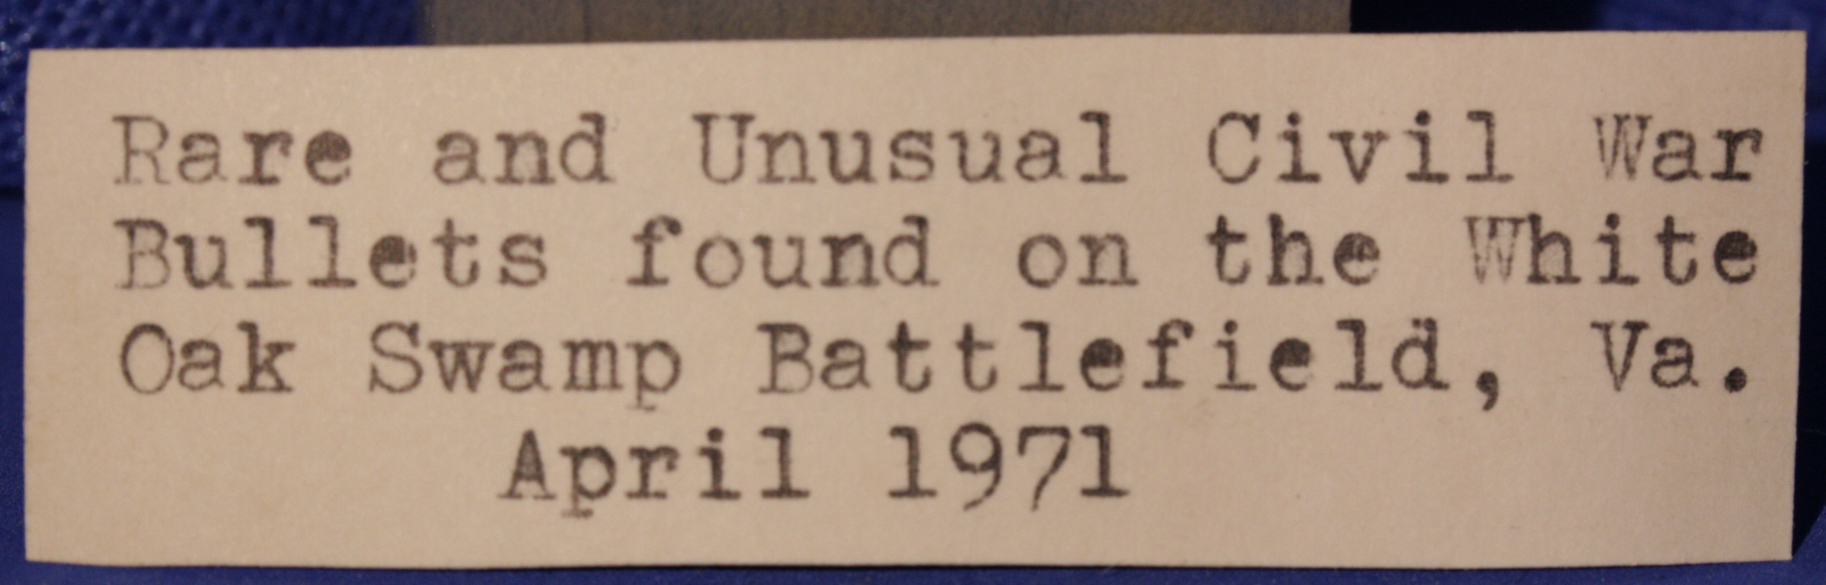 Rare and Unusual Civil War
Bullets found on the White
Oak Swamp Battlefield, Va.
April 1971